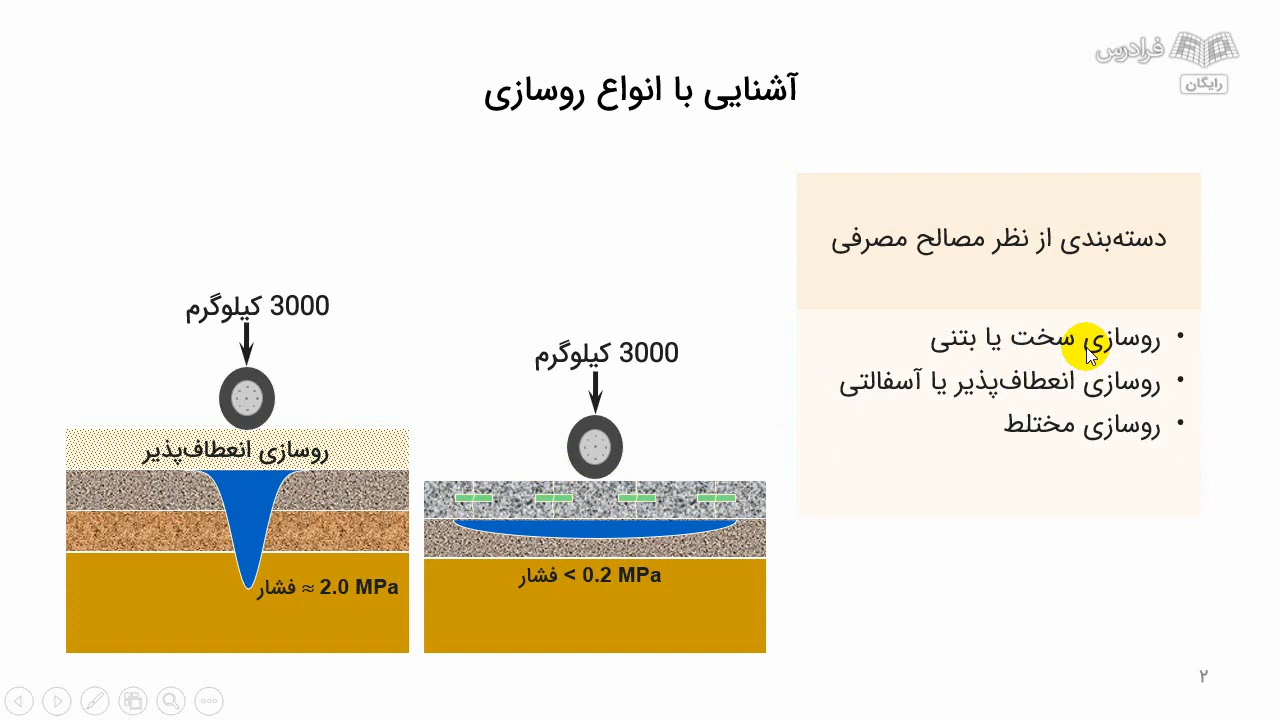 فرادرس
رایگان
آشنایی با انواع روسازی
دسته‌بندی از نظر مصالح مصرفی
• روسازی سخت یا بتنی
• روسازی انعطاف‌پذیر یا آسفالتی
• روسازی مختلط
3000 کیلوگرم
فشار < 0.2 MPa
3000 کیلوگرم
روسازی انعطاف‌پذیر
فشار ≈ 2.0 MPa
۲